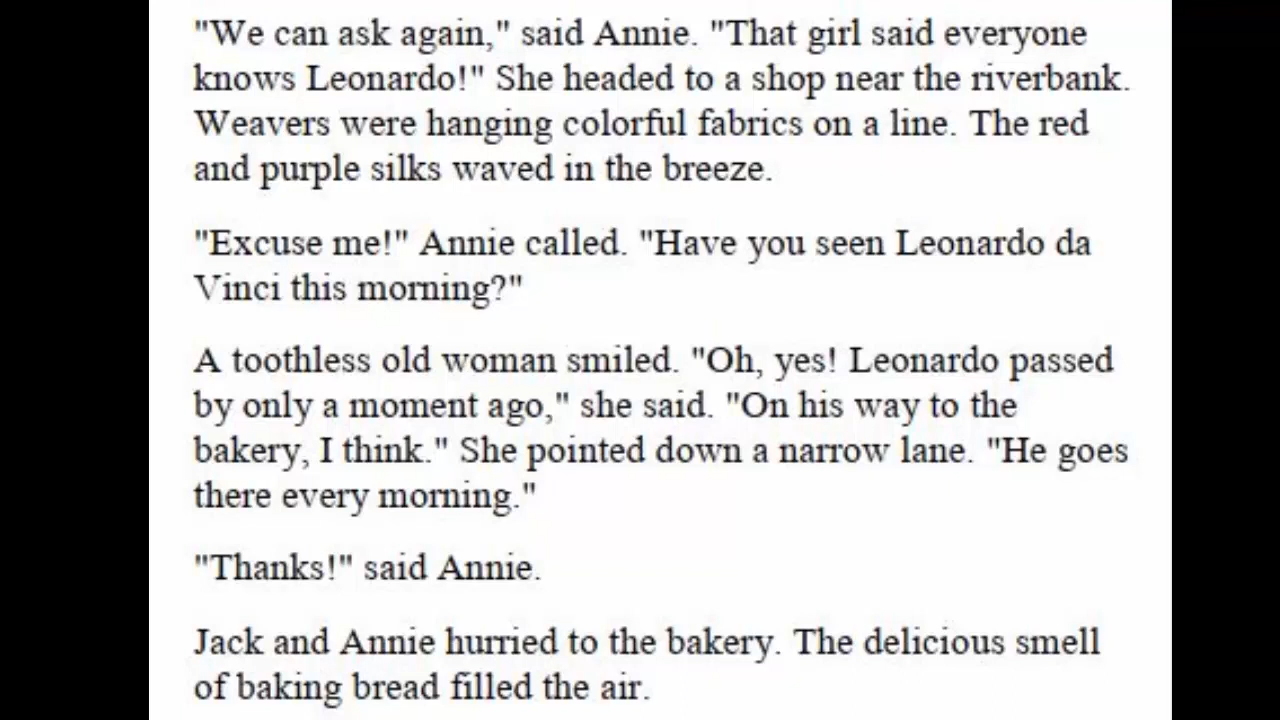 "We can ask again," said Annie. "That girl said everyone
knows Leonardo!" She headed to a shop near the riverbank.
Weavers were hanging colorful fabrics on a line. The red
and purple silks waved in the breeze.
"Excuse me!" Annie called. "Have you seen Leonardo da
Vinci this morning?"
A toothless old woman smiled. "Oh, yes! Leonardo passed
by only a moment ago," she said. "On his way to the
bakery, I think." She pointed down a narrow lane. "He goes
there every morning."
"Thanks!" said Annie.
Jack and Annie hurried to the bakery. The delicious smell
of baking bread filled the air.